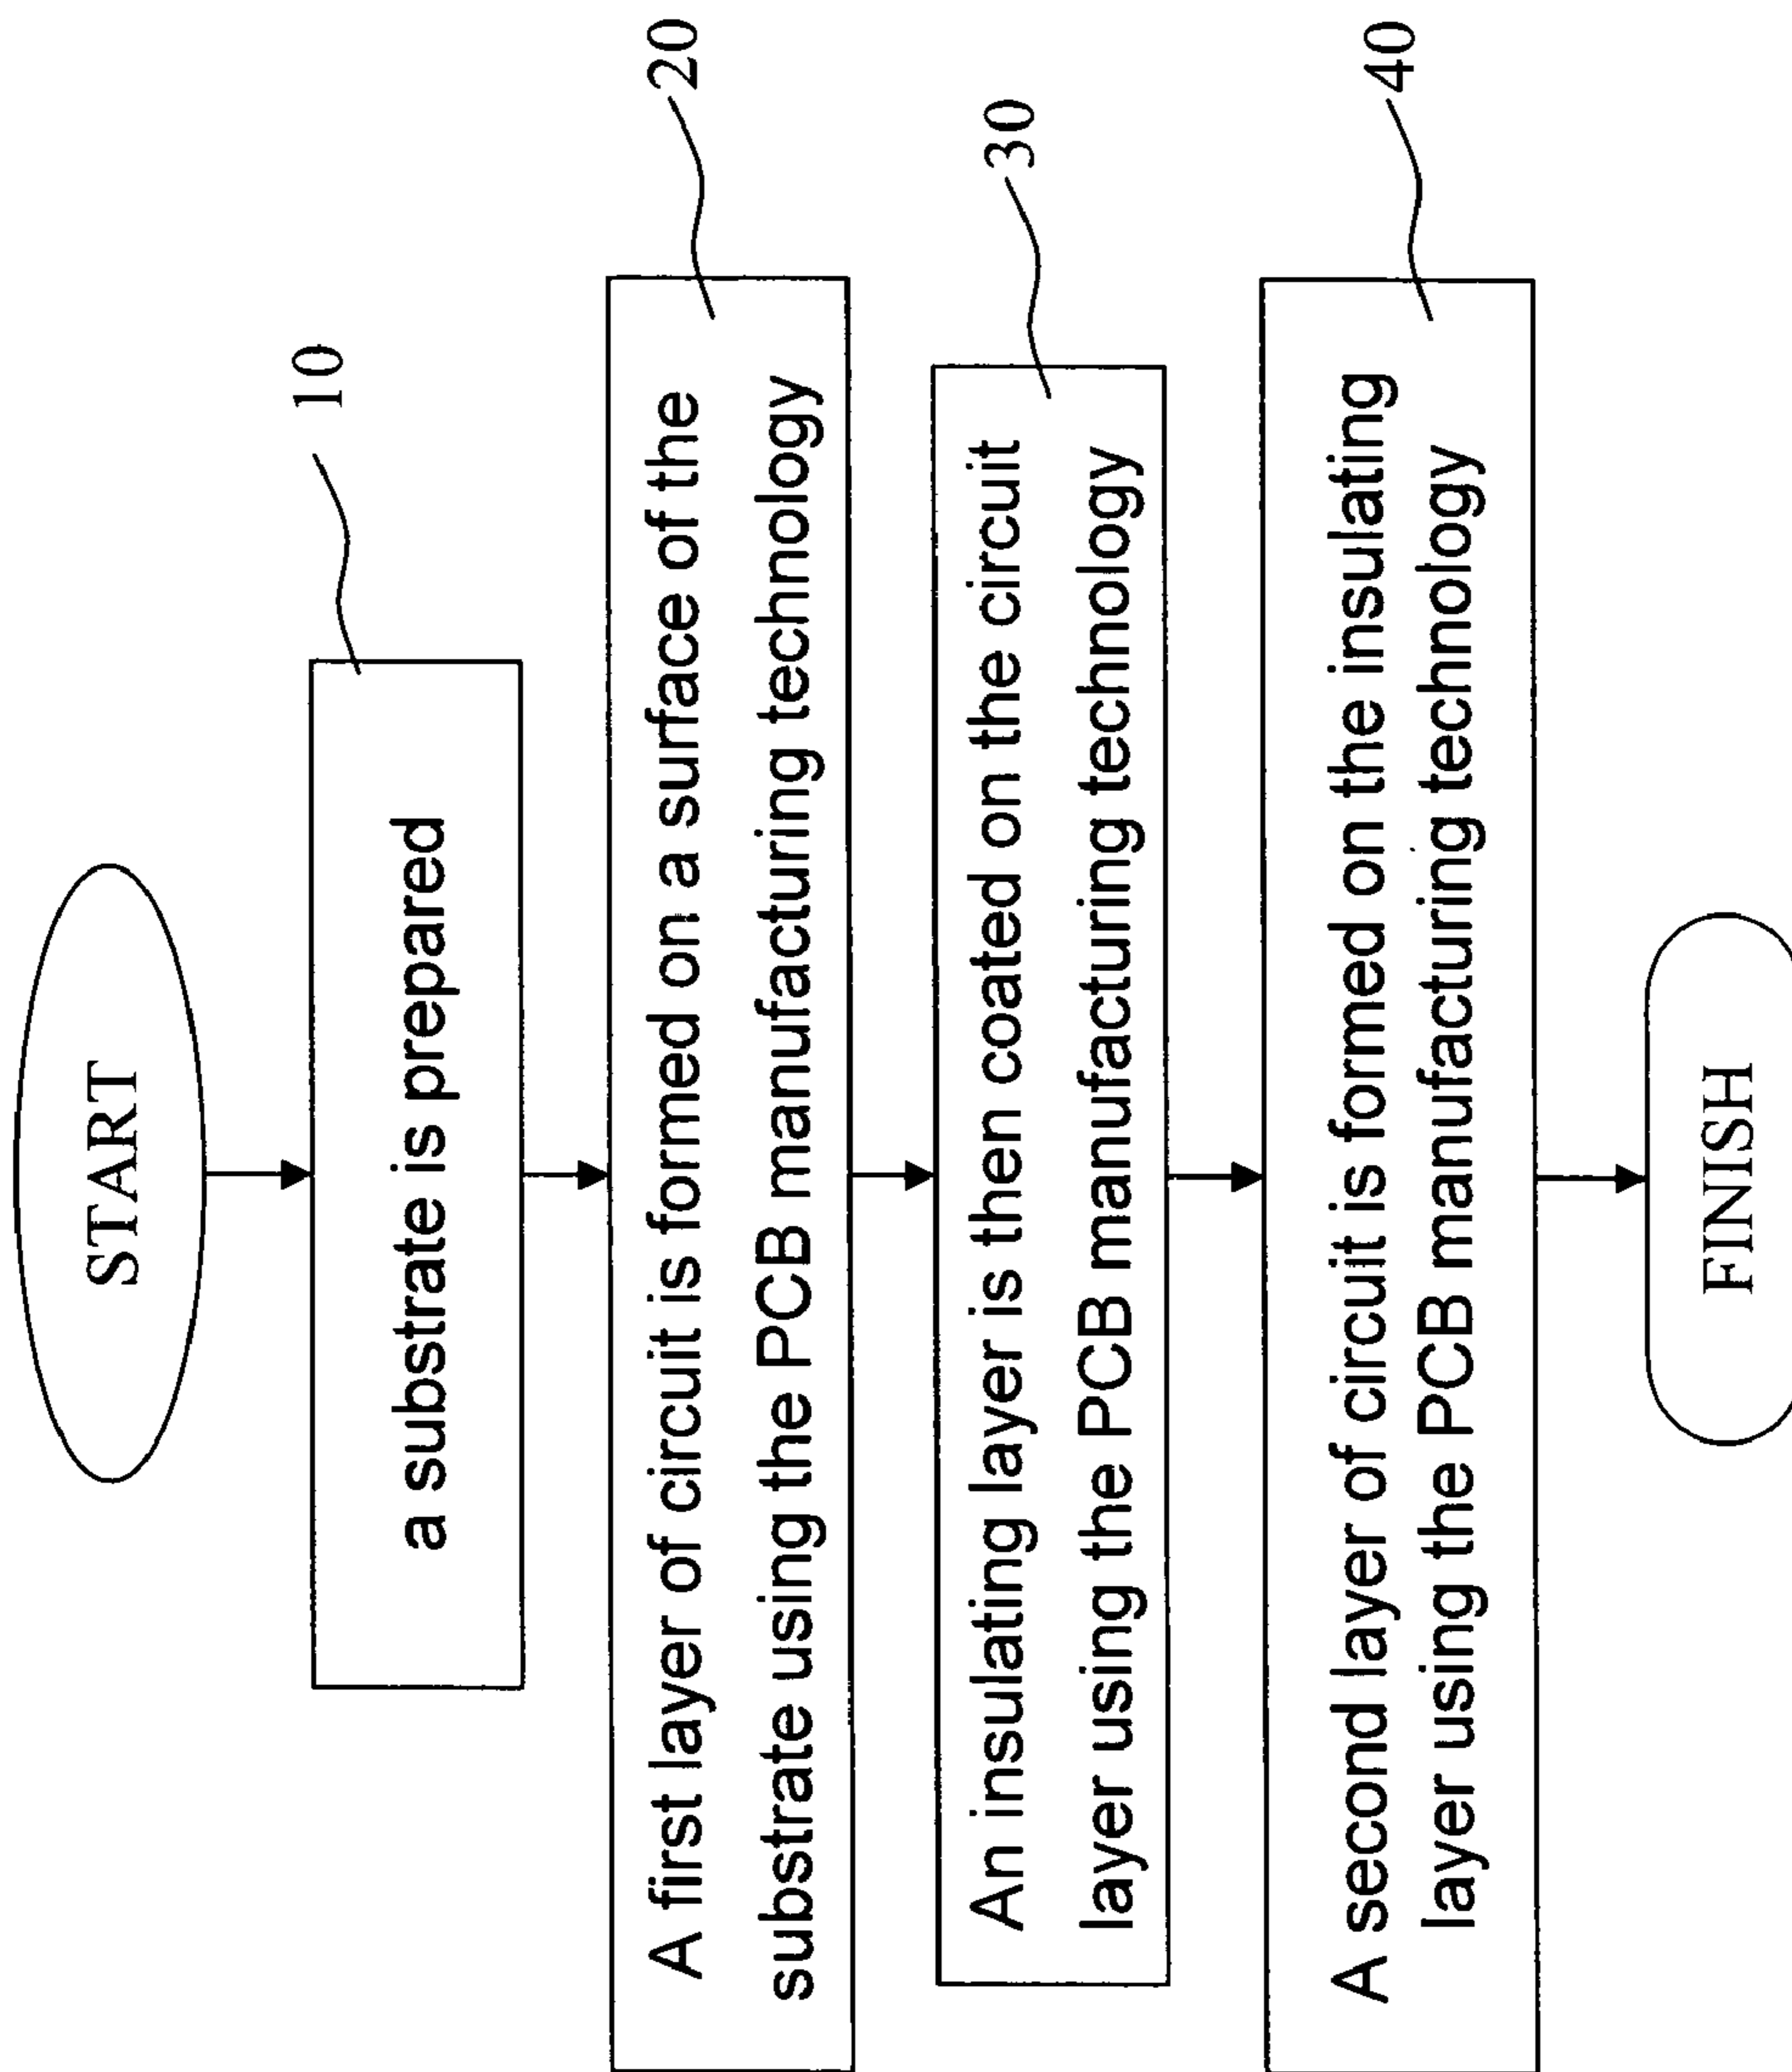 START
10
a substrate is prepared
20
A first layer of circuit is formed on a surface of the
substrate using the PCB manufacturing technology
30
An insulating layer is then coated on the circuit
layer using the PCB manufacturing technology
40
A second layer of circuit is formed on the insulating
layer using the PCB manufacturing technology
FINISH